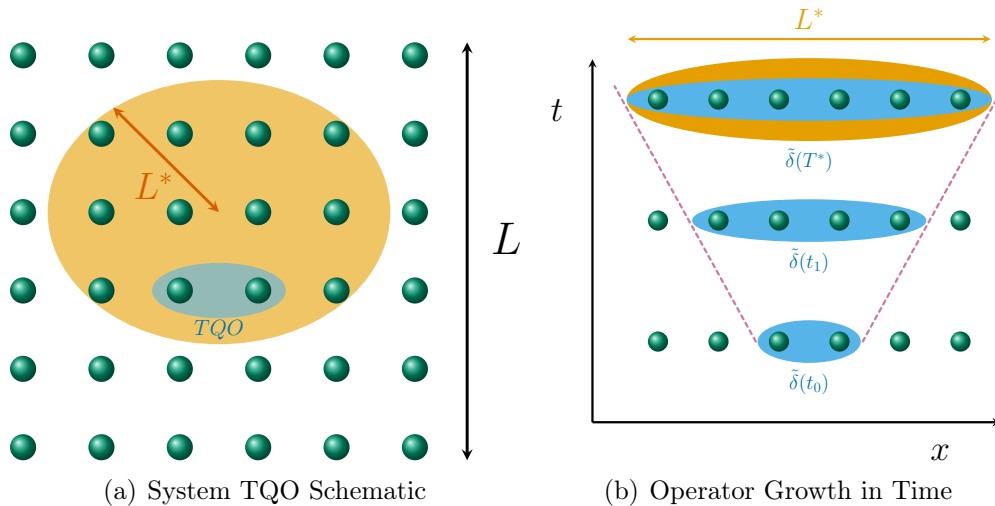 L*
L
TQO
(a) System TQO Schematic
L*
t
δ̃(T*)
δ̃(t₁)
δ̃(t₀)
x
(b) Operator Growth in Time